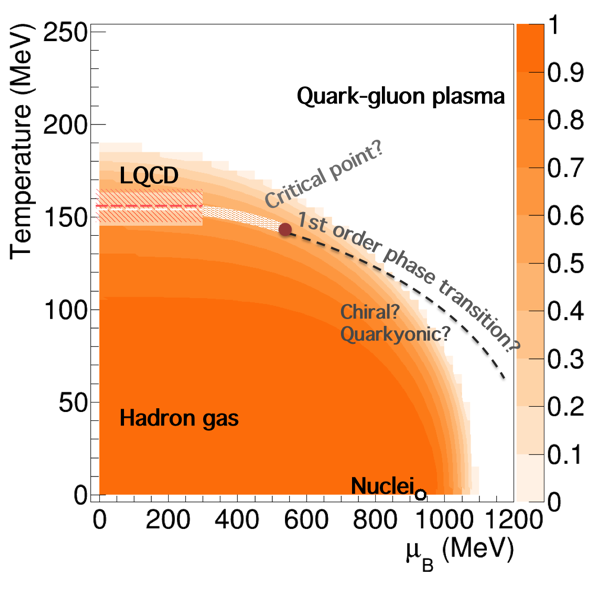 Temperature (MeV)
250
200
150
100
50
0
Quark-gluon plasma
LQCD
Critical point?
1st order phase transition?
Chiral?
Quarkyonic?
Hadron gas
Nuclei
0 200 400 600 800 1000 1200
μB (MeV)
1
0.9
0.8
0.7
0.6
0.5
0.4
0.3
0.2
0.1
0